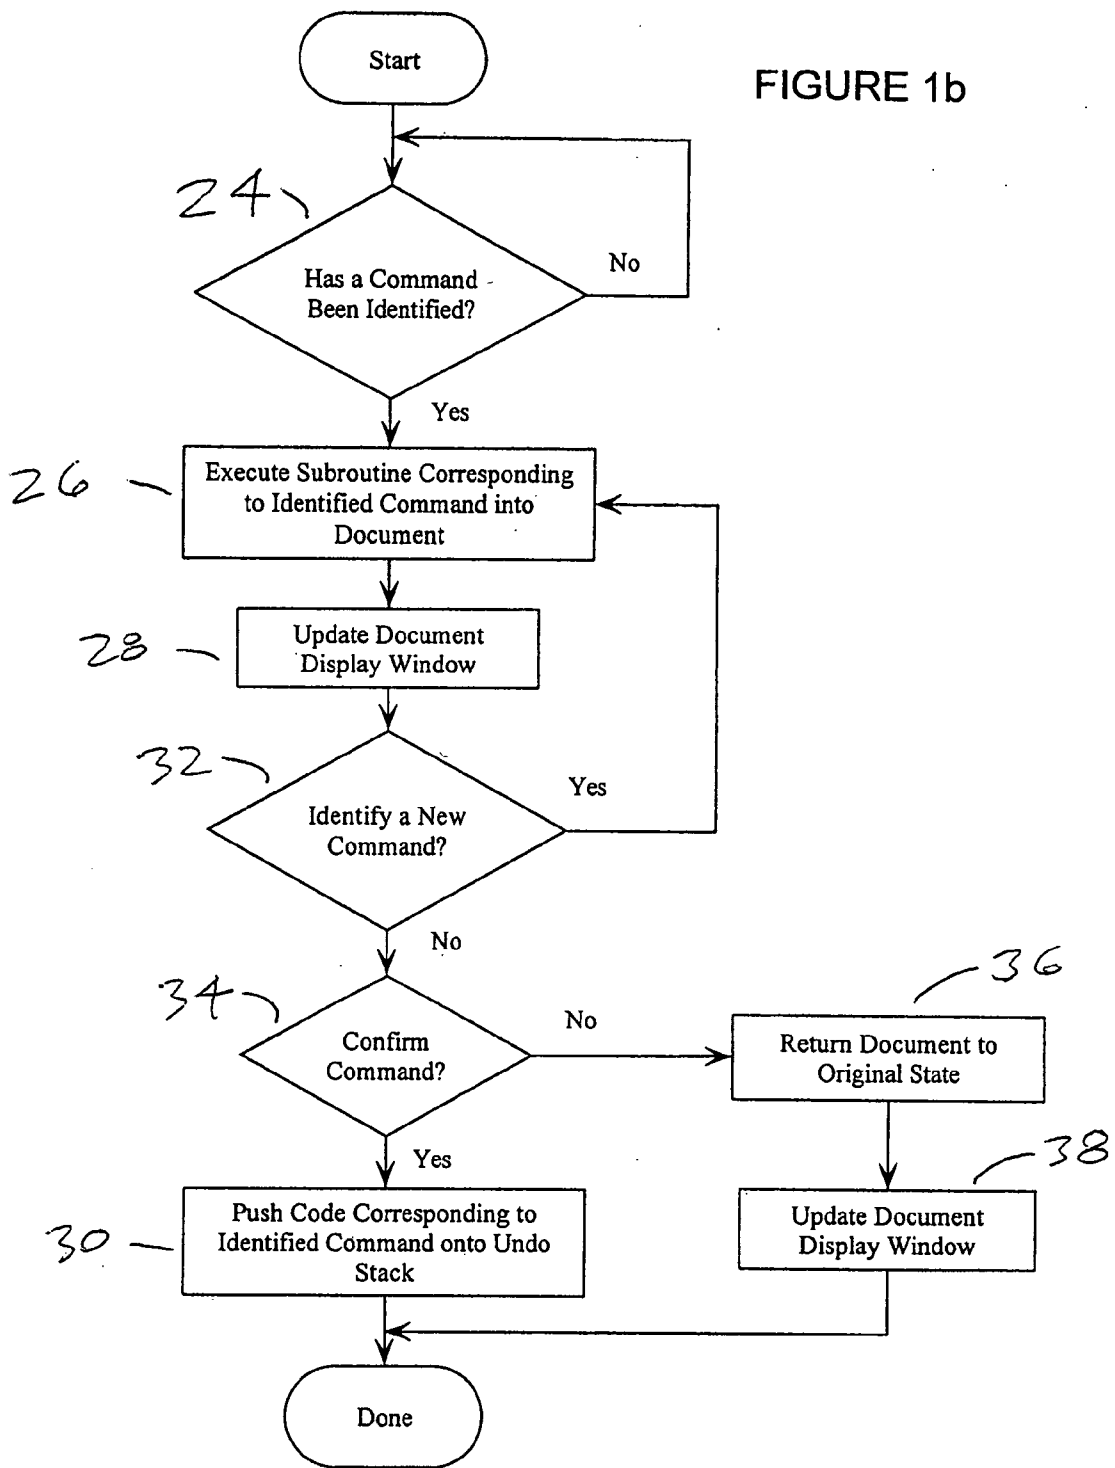 Start
FIGURE 1b
24
Has a Command
Been Identified?
No
Yes
26
Execute Subroutine Corresponding
to Identified Command into
Document
28
Update Document
Display Window
32
Identify a New
Command?
Yes
No
34
Confirm
Command?
No
36
Return Document to
Original State
Yes
38
30
Push Code Corresponding to
Identified Command onto Undo
Stack
Update Document
Display Window
Done